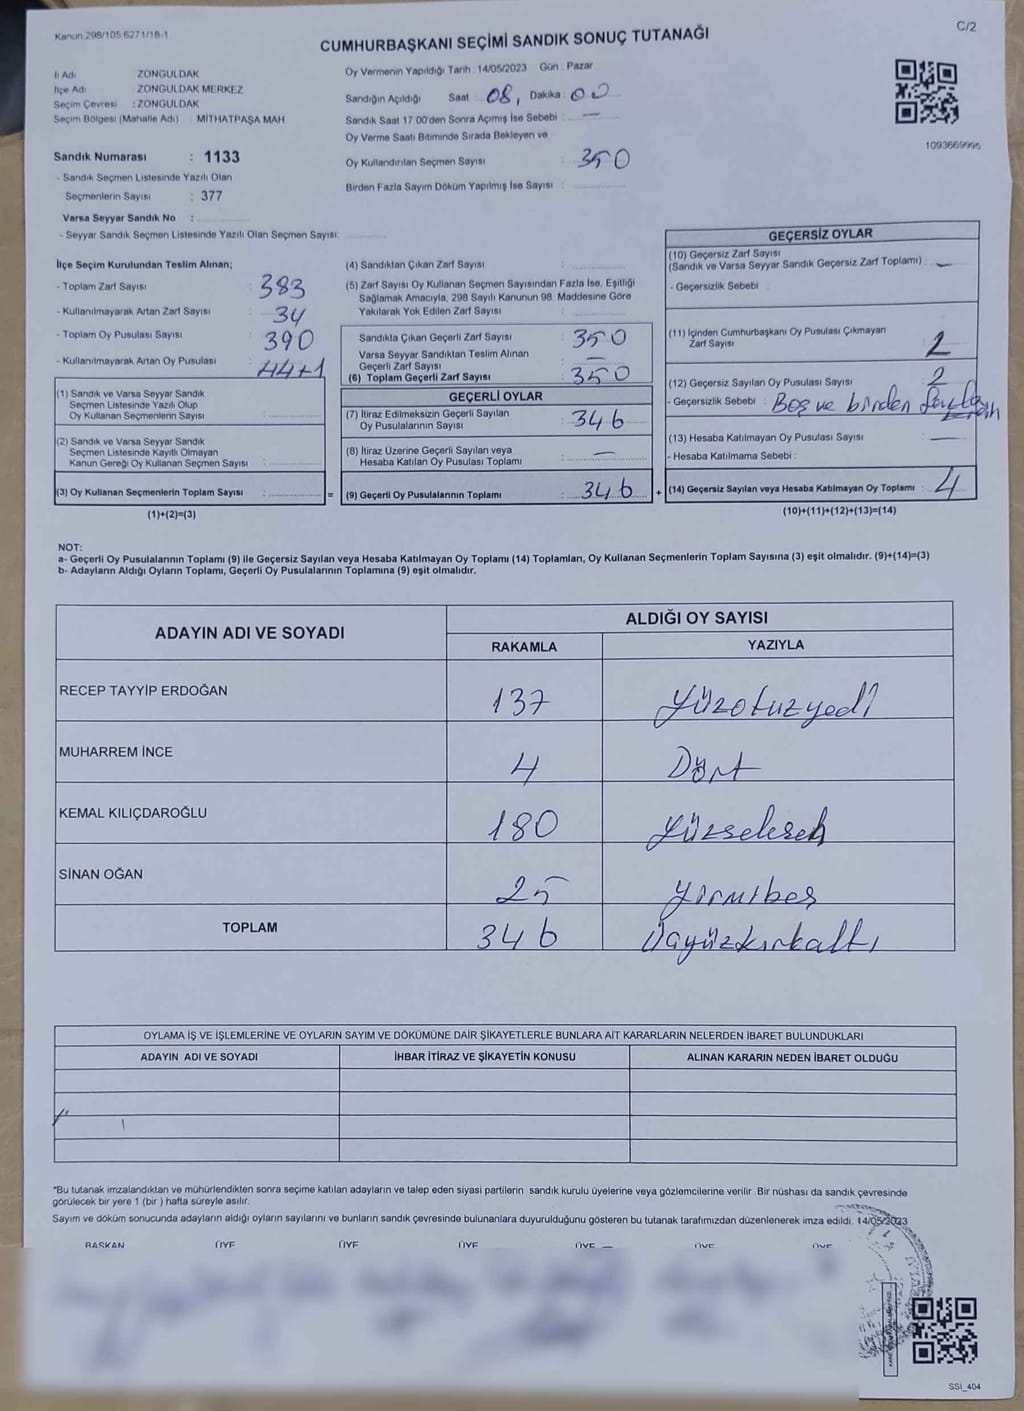 Kanun.298/105.6271/18-1
C/2
CUMHURBAŞKANI SEÇİMİ SANDIK SONUÇ TUTANAĞI
İl Adı ZONGULDAK
İlçe Adı ZONGULDAK MERKEZ
Seçim Çevresi : ZONGULDAK
Seçim Bölgesi (Mahalle Adı) MİTHATPAŞA MAH
Sandık Numarası : 1133
- Sandık Seçmen Listesinde Yazılı Olan
Seçmenlerin Sayısı : 377
Varsa Seyyar Sandık No :
- Seyyar Sandık Seçmen Listesinde Yazılı Olan Seçmen Sayısı:
Oy Vermenin Yapıldığı Tarih : 14/05/2023 Gün : Pazar
Sandığın Açıldığı Saat 08, Dakika : 00
Sandık Saat 17.00'den Sonra Açımış İse Sebebi : —
Oy Verme Saati Bitiminde Sırada Bekleyen ve
Oy Kullandırılan Seçmen Sayısı : 350
Birden Fazla Sayım Döküm Yapılmış İse Sayısı :
1093669995
İlçe Seçim Kurulundan Teslim Alınan;
- Toplam Zarf Sayısı : 383
- Kullanılmayarak Artan Zarf Sayısı : 34
- Toplam Oy Pusulası Sayısı : 390
- Kullanılmayarak Artan Oy Pusulası : 44+1
(1) Sandık ve Varsa Seyyar Sandık
Seçmen Listesinde Yazılı Olup
Oy Kullanan Seçmenlerin Sayısı :
(2) Sandık ve Varsa Seyyar Sandık
Seçmen Listesinde Kayıtlı Olmayan
Kanun Gereği Oy Kullanan Seçmen Sayısı :
(3) Oy Kullanan Seçmenlerin Toplam Sayısı : =
(1)+(2)=(3)
(4) Sandıktan Çıkan Zarf Sayısı :
(5) Zarf Sayısı Oy Kullanan Seçmen Sayısından Fazla İse, Eşitliği
Sağlamak Amacıyla, 298 Sayılı Kanunun 98. Maddesine Göre
Yakılarak Yok Edilen Zarf Sayısı :
Sandıkta Çıkan Geçerli Zarf Sayısı : 350
Varsa Seyyar Sandıktan Teslim Alınan
Geçerli Zarf Sayısı : —
(6) Toplam Geçerli Zarf Sayısı : 350
GEÇERLİ OYLAR
(7) İtiraz Edilmeksizin Geçerli Sayılan
Oy Pusulalarının Sayısı : 346
(8) İtiraz Üzerine Geçerli Sayılan veya
Hesaba Katılan Oy Pusulası Toplamı : —
(9) Geçerli Oy Pusulalarının Toplamı : 346 +
GEÇERSİZ OYLAR
(10) Geçersiz Zarf Sayısı
(Sandık ve Varsa Seyyar Sandık Geçersiz Zarf Toplamı) : —
- Geçersizlik Sebebi :
(11) İçinden Cumhurbaşkanı Oy Pusulası Çıkmayan
Zarf Sayısı : 2
(12) Geçersiz Sayılan Oy Pusulası Sayısı : 2
- Geçersizlik Sebebi : Boş ve birden fazla
(13) Hesaba Katılmayan Oy Pusulası Sayısı : —
- Hesaba Katılmama Sebebi :
(14) Geçersiz Sayılan veya Hesaba Katılmayan Oy Toplamı : 4
(10)+(11)+(12)+(13)=(14)
NOT:
a- Geçerli Oy Pusulalarının Toplamı (9) ile Geçersiz Sayılan veya Hesaba Katılmayan Oy Toplamı (14) Toplamları, Oy Kullanan Seçmenlerin Toplam Sayısına (3) eşit olmalıdır. (9)+(14)=(3)
b- Adayların Aldığı Oyların Toplamı, Geçerli Oy Pusulalarının Toplamına (9) eşit olmalıdır.
ADAYIN ADI VE SOYADI
ALDIĞI OY SAYISI
RAKAMLA YAZIYLA
RECEP TAYYİP ERDOĞAN 137 Yüzotuzyedi
MUHARREM İNCE 4 Dört
KEMAL KILIÇDAROĞLU 180 Yüzseksen
SİNAN OĞAN 25 Yirmibeş
TOPLAM 346 Üçyüzkırkaltı
OYLAMA İŞ VE İŞLEMLERİNE VE OYLARIN SAYIM VE DÖKÜMÜNE DAİR ŞİKAYETLERLE BUNLARA AİT KARARLARIN NELERDEN İBARET BULUNDUKLARI
ADAYIN ADI VE SOYADI İHBAR İTİRAZ VE ŞİKAYETİN KONUSU ALINAN KARARIN NEDEN İBARET OLDUĞU
"Bu tutanak imzalandıktan ve mühürlendikten sonra seçime katılan adayların ve talep eden siyasi partilerin sandık kurulu üyelerine veya gözlemcilerine verilir. Bir nüshası da sandık çevresinde
görülecek bir yere 1 (bir ) hafta süreyle asılır.
Sayım ve döküm sonucunda adayların aldığı oyların sayılarını ve bunların sandık çevresinde bulunanlara duyurulduğunu gösteren bu tutanak tarafımızdan düzenlenerek imza edildi. 14/05/2023
BAŞKAN ÜYE ÜYE ÜYE ÜYE ÜYE ÜYE
SSİ_404